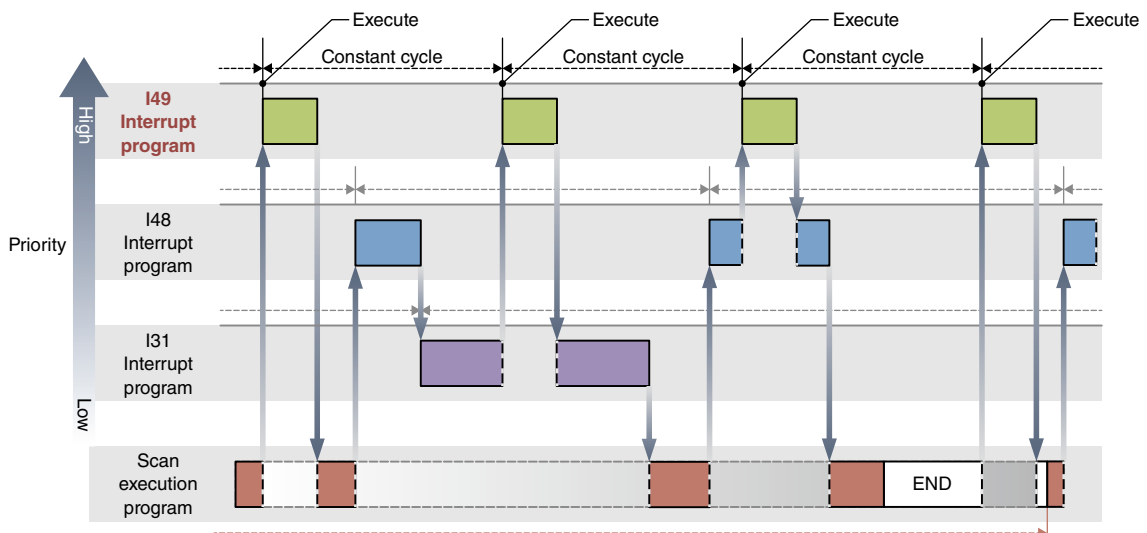 Execute
Execute
Execute
Execute
Constant cycle
Constant cycle
Constant cycle
Priority
High
Low
I49
Interrupt
program
I48
Interrupt
program
I31
Interrupt
program
Scan
execution
program
END